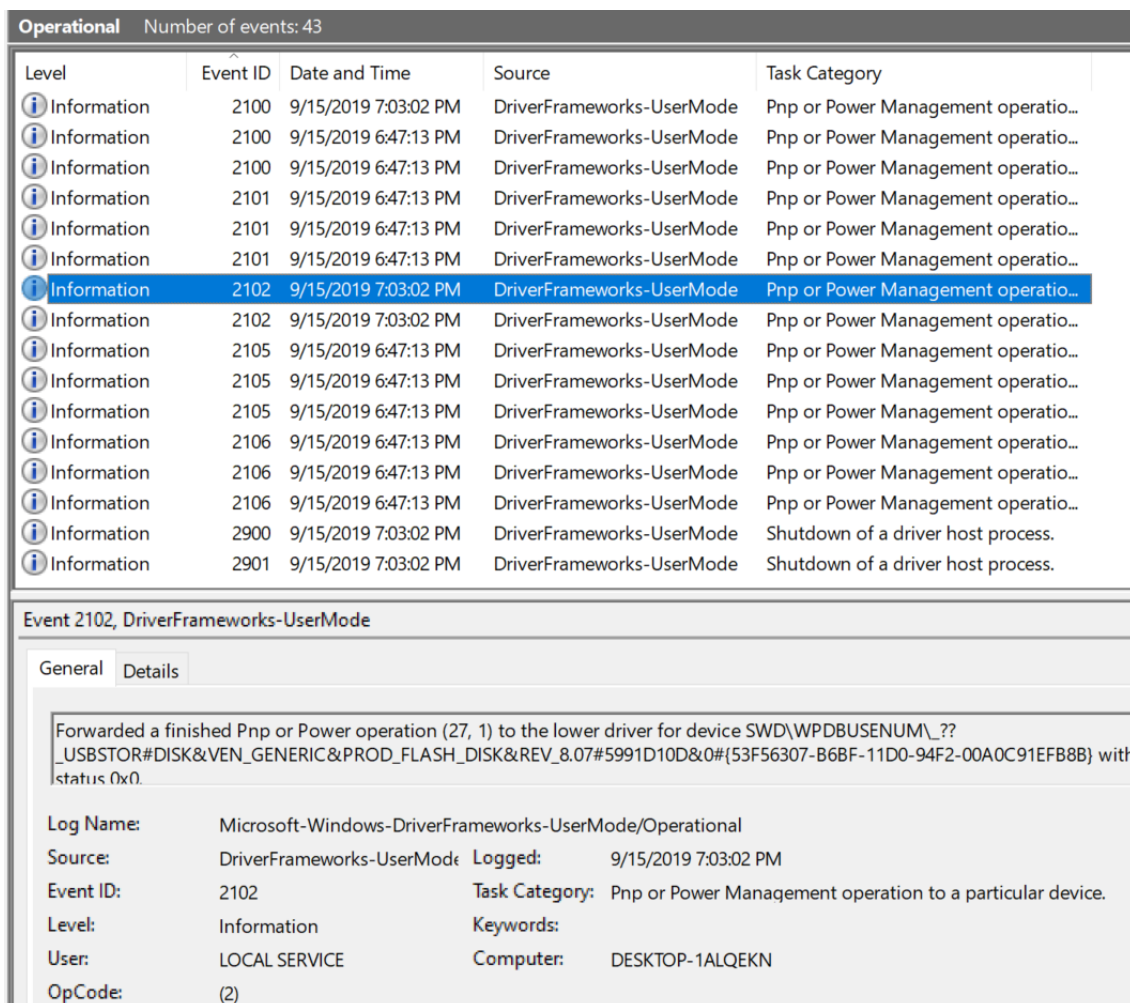 Operational Number of events: 43
Level Event ID Date and Time Source Task Category
Information 2100 9/15/2019 7:03:02 PM DriverFrameworks-UserMode Pnp or Power Management operatio...
Information 2100 9/15/2019 6:47:13 PM DriverFrameworks-UserMode Pnp or Power Management operatio...
Information 2100 9/15/2019 6:47:13 PM DriverFrameworks-UserMode Pnp or Power Management operatio...
Information 2101 9/15/2019 6:47:13 PM DriverFrameworks-UserMode Pnp or Power Management operatio...
Information 2101 9/15/2019 6:47:13 PM DriverFrameworks-UserMode Pnp or Power Management operatio...
Information 2101 9/15/2019 6:47:13 PM DriverFrameworks-UserMode Pnp or Power Management operatio...
Information 2102 9/15/2019 7:03:02 PM DriverFrameworks-UserMode Pnp or Power Management operatio...
Information 2102 9/15/2019 7:03:02 PM DriverFrameworks-UserMode Pnp or Power Management operatio...
Information 2105 9/15/2019 6:47:13 PM DriverFrameworks-UserMode Pnp or Power Management operatio...
Information 2105 9/15/2019 6:47:13 PM DriverFrameworks-UserMode Pnp or Power Management operatio...
Information 2105 9/15/2019 6:47:13 PM DriverFrameworks-UserMode Pnp or Power Management operatio...
Information 2106 9/15/2019 6:47:13 PM DriverFrameworks-UserMode Pnp or Power Management operatio...
Information 2106 9/15/2019 6:47:13 PM DriverFrameworks-UserMode Pnp or Power Management operatio...
Information 2106 9/15/2019 6:47:13 PM DriverFrameworks-UserMode Pnp or Power Management operatio...
Information 2900 9/15/2019 7:03:02 PM DriverFrameworks-UserMode Shutdown of a driver host process.
Information 2901 9/15/2019 7:03:02 PM DriverFrameworks-UserMode Shutdown of a driver host process.
Event 2102, DriverFrameworks-UserMode
General Details
Forwarded a finished Pnp or Power operation (27, 1) to the lower driver for device SWD\WPDBUSENUM\_??
_USBSTOR#DISK&VEN_GENERIC&PROD_FLASH_DISK&REV_8.07#5991D10D&0#{53F56307-B6BF-11D0-94F2-00A0C91EFB8B} with
status 0x0.
Log Name: Microsoft-Windows-DriverFrameworks-UserMode/Operational
Source: DriverFrameworks-UserMode Logged: 9/15/2019 7:03:02 PM
Event ID: 2102 Task Category: Pnp or Power Management operation to a particular device.
Level: Information Keywords:
User: LOCAL SERVICE Computer: DESKTOP-1ALQEKN
OpCode: (2)